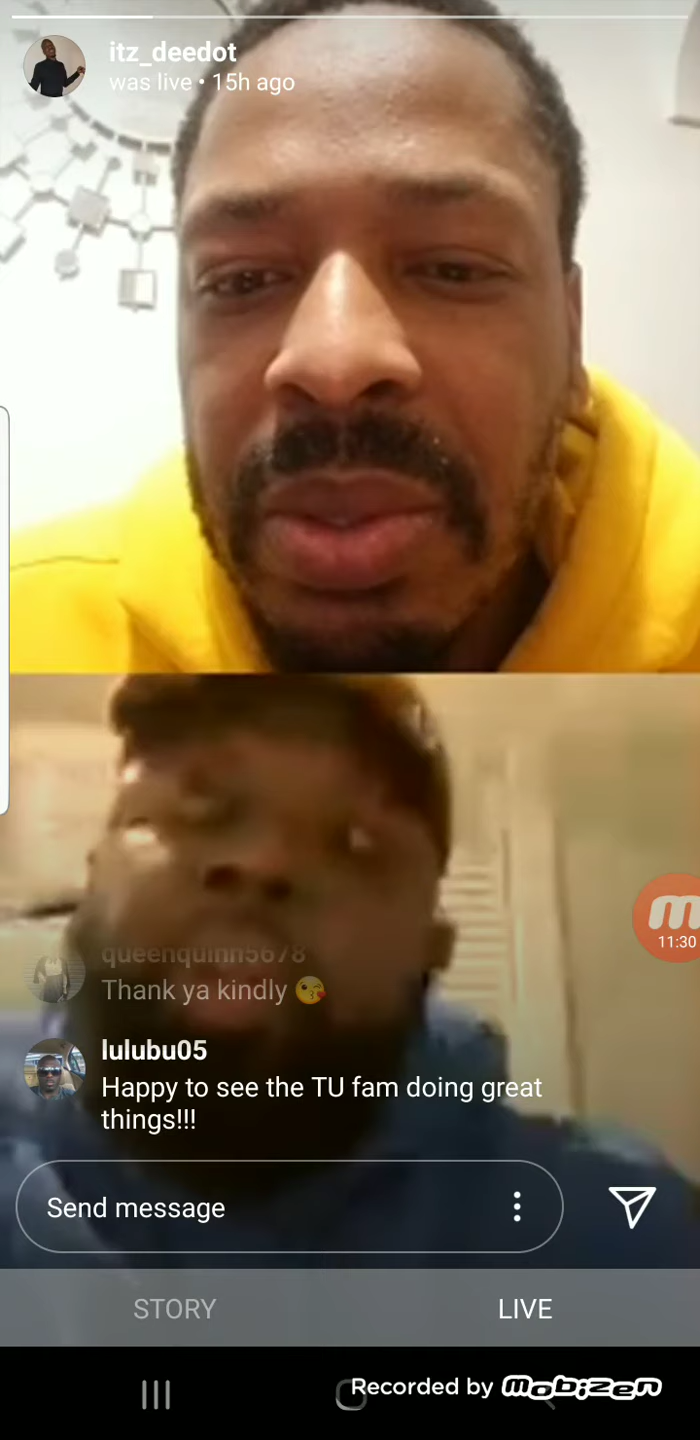 itz_deedot
was live • 15h ago
queenquinn5678
Thank ya kindly 😘
lulubu05
Happy to see the TU fam doing great
things!!!
Send message
m
11:30
STORY
LIVE
Recorded by Mobizen